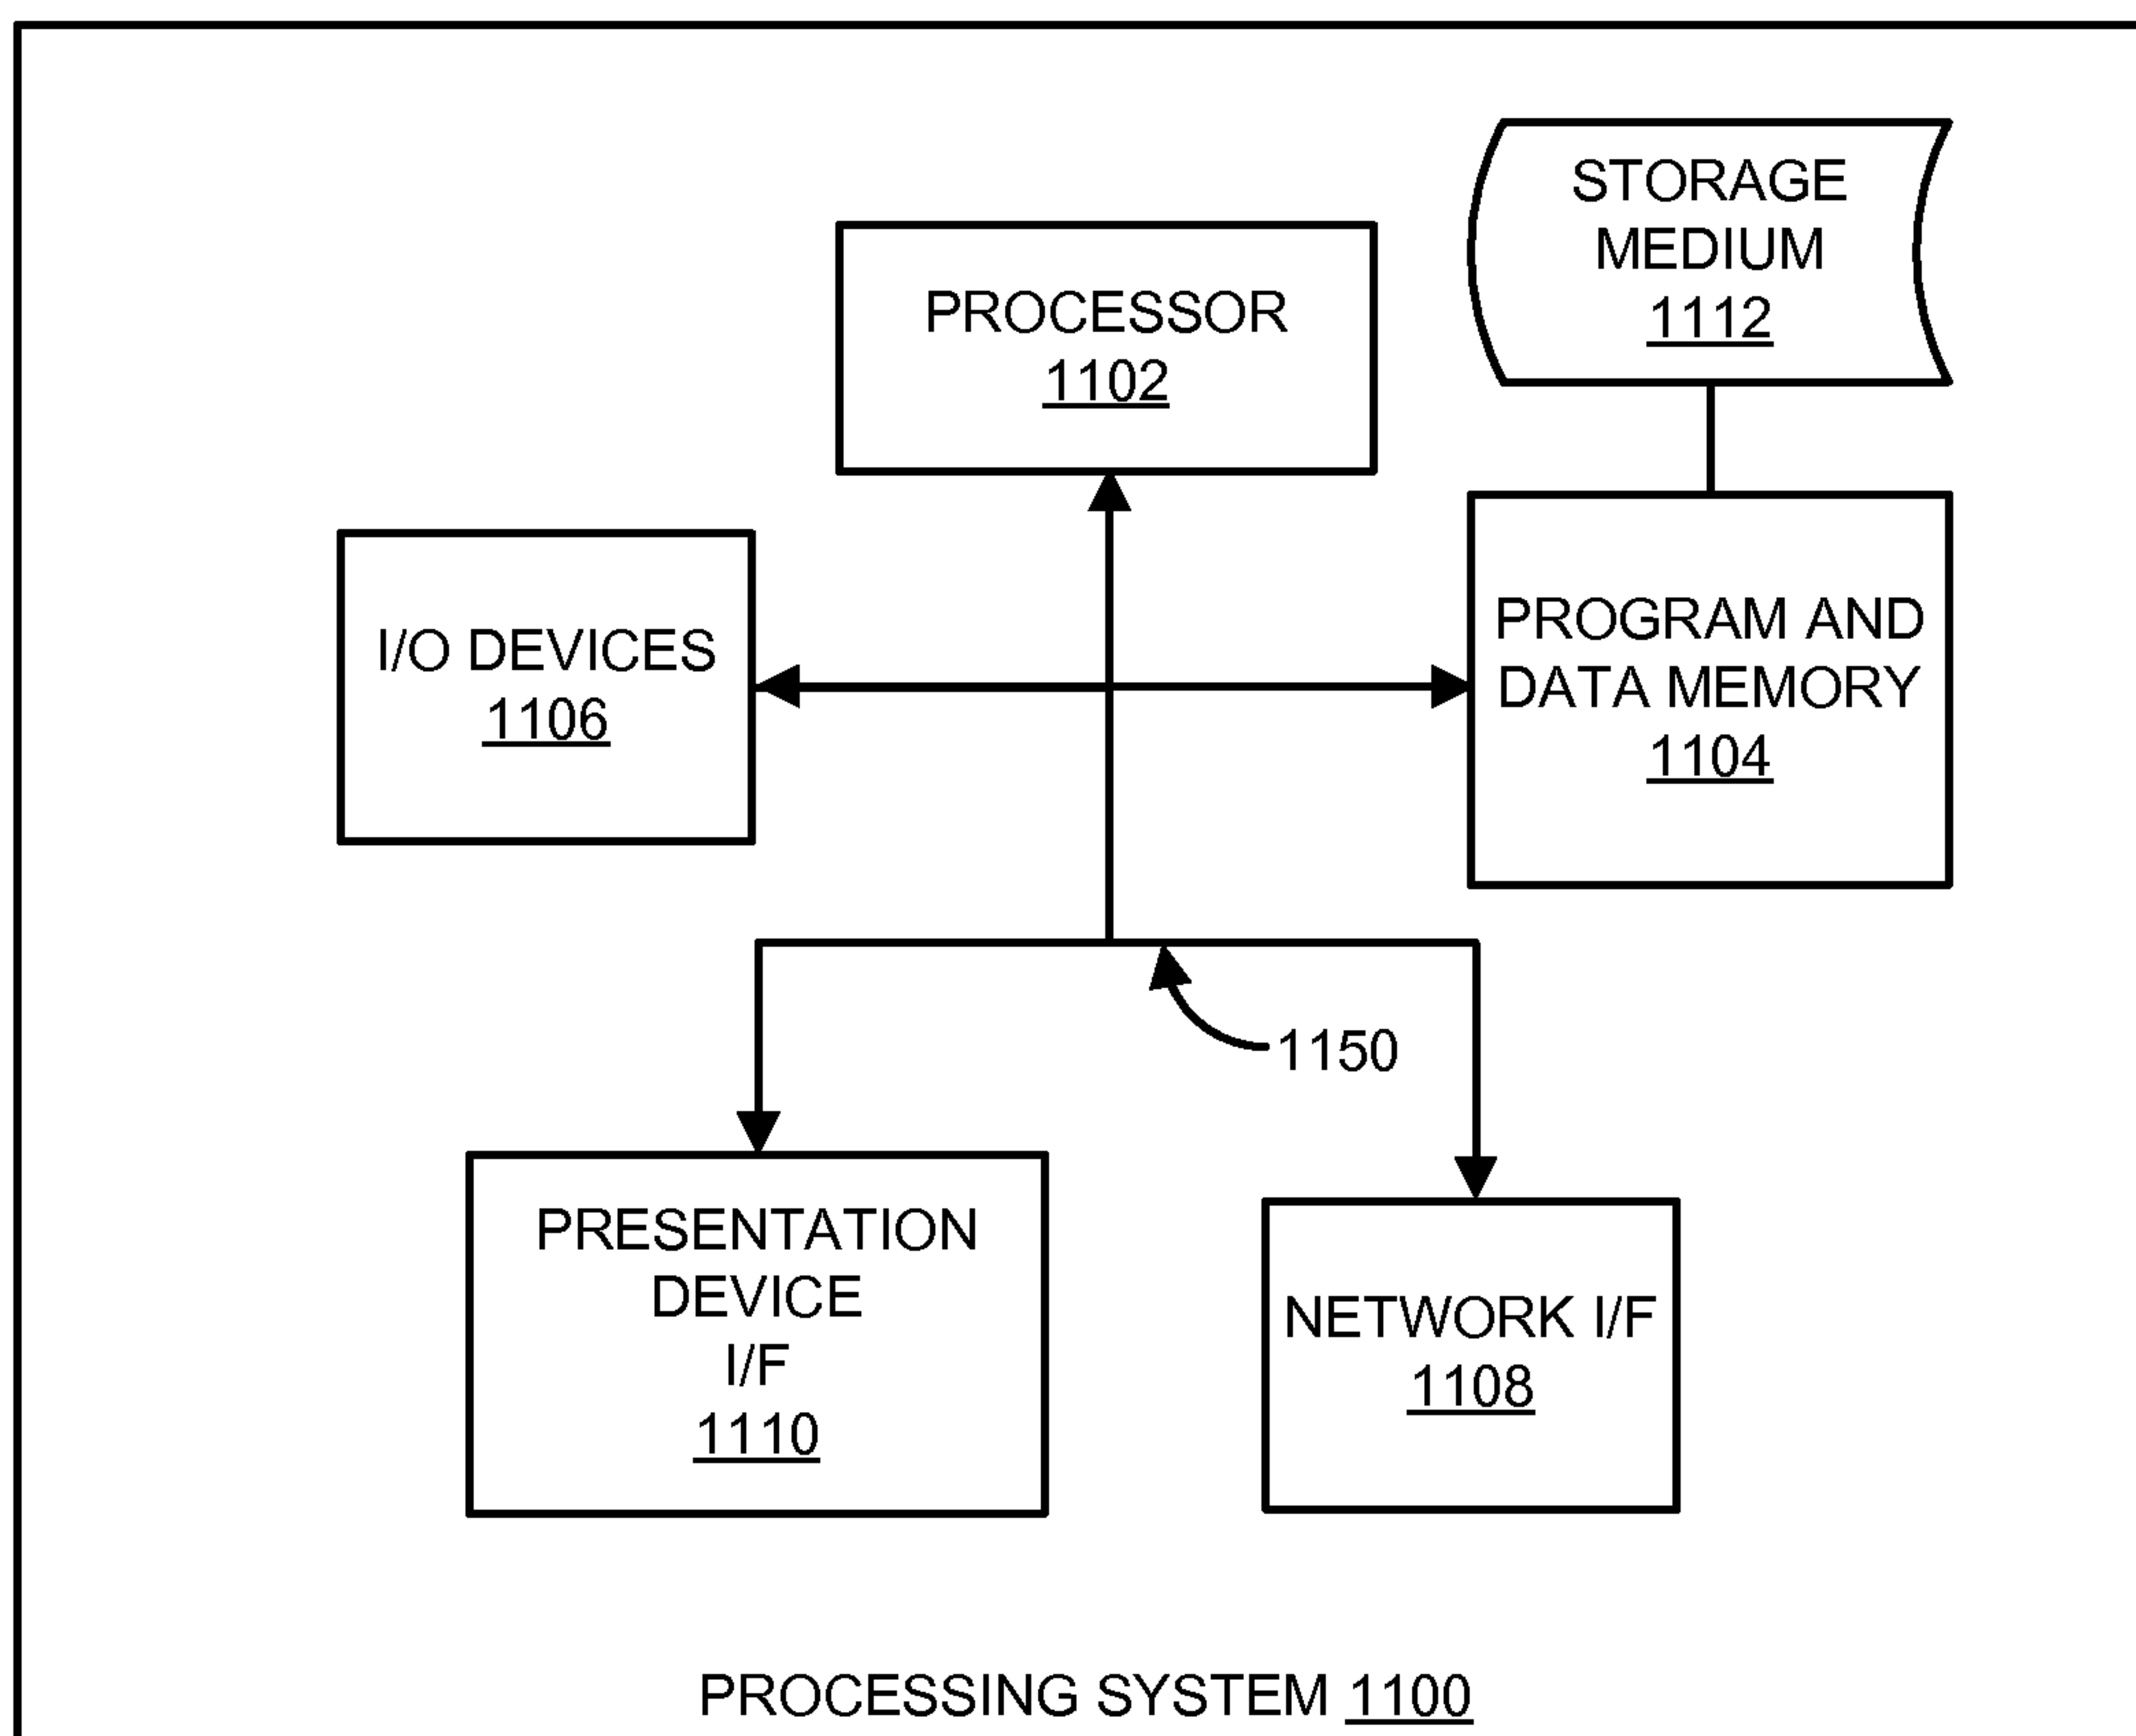 STORAGE
MEDIUM
1112
PROCESSOR
1102
I/O DEVICES
1106
PROGRAM AND
DATA MEMORY
1104
1150
PRESENTATION
DEVICE
I/F
1110
NETWORK I/F
1108
PROCESSING SYSTEM 1100